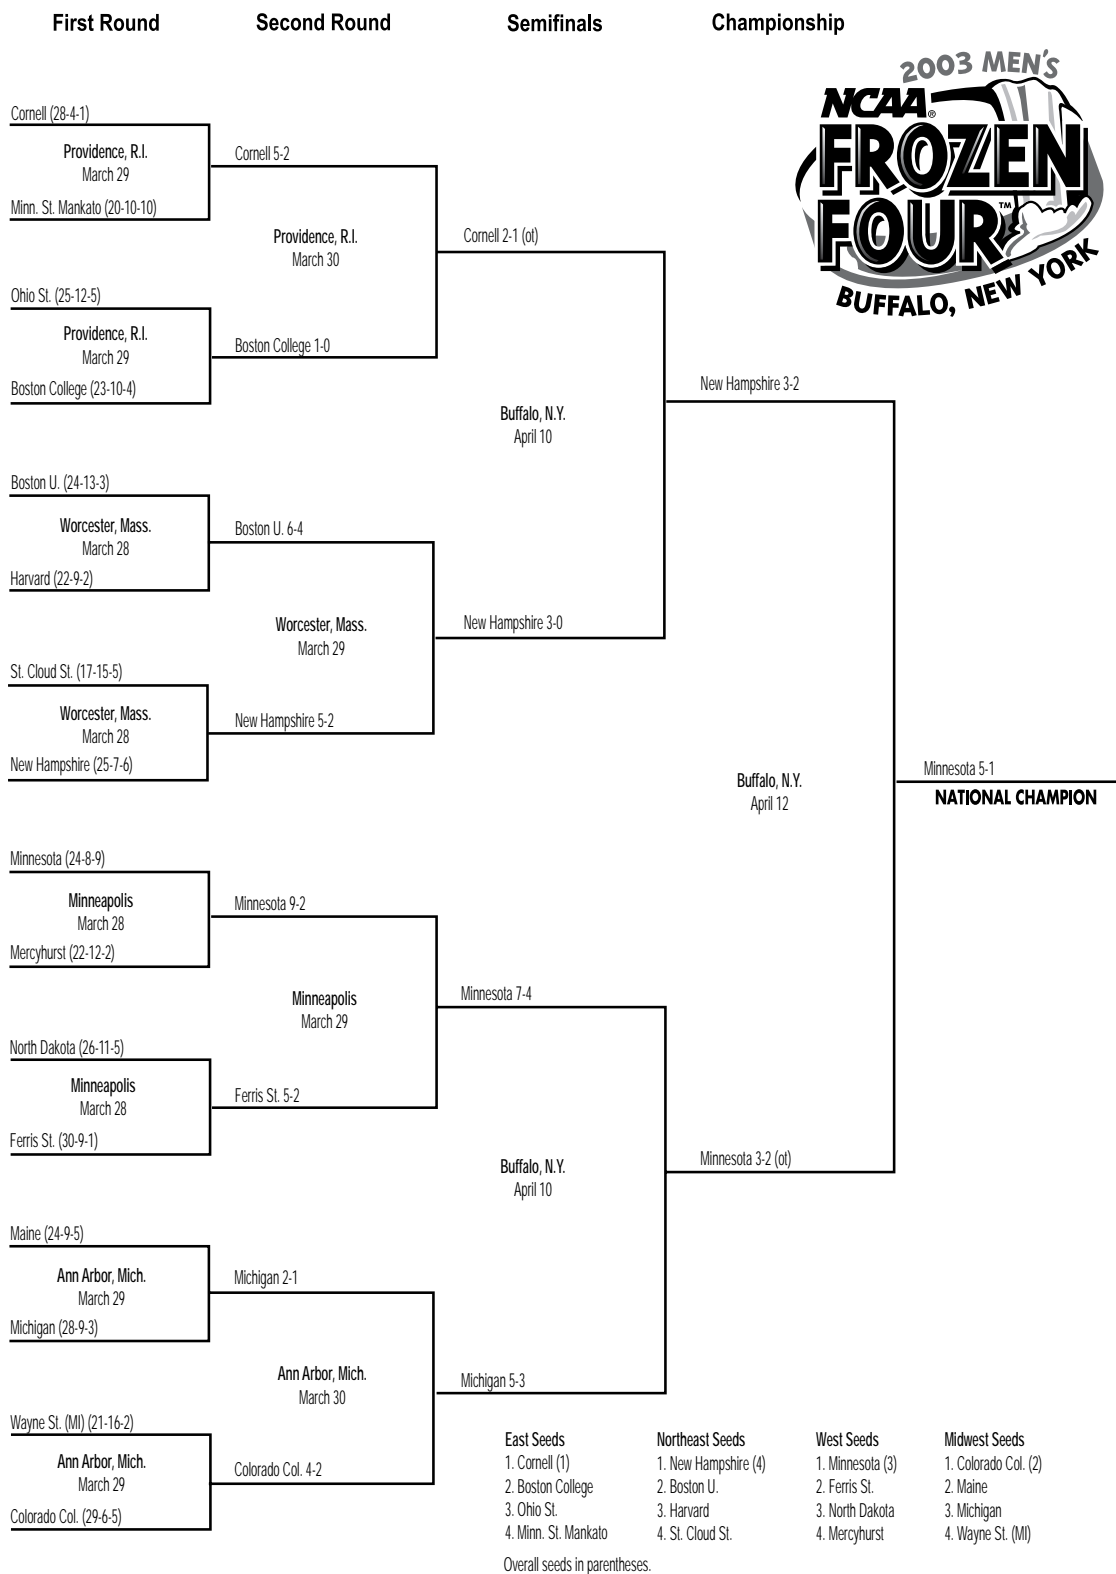 First Round
Second Round
Semifinals
Championship
2003 MEN'S
NCAA®
FROZEN
FOUR™
BUFFALO, NEW YORK
Cornell (28-4-1)
Providence, R.I.
March 29
Minn. St. Mankato (20-10-10)
Ohio St. (25-12-5)
Providence, R.I.
March 29
Boston College (23-10-4)
Boston U. (24-13-3)
Worcester, Mass.
March 28
Harvard (22-9-2)
St. Cloud St. (17-15-5)
Worcester, Mass.
March 28
New Hampshire (25-7-6)
Minnesota (24-8-9)
Minneapolis
March 28
Mercyhurst (22-12-2)
North Dakota (26-11-5)
Minneapolis
March 28
Ferris St. (30-9-1)
Maine (24-9-5)
Ann Arbor, Mich.
March 29
Michigan (28-9-3)
Wayne St. (MI) (21-16-2)
Ann Arbor, Mich.
March 29
Colorado Col. (29-6-5)
Cornell 5-2
Providence, R.I.
March 30
Boston College 1-0
Boston U. 6-4
Worcester, Mass.
March 29
New Hampshire 5-2
Minnesota 9-2
Minneapolis
March 29
Ferris St. 5-2
Michigan 2-1
Ann Arbor, Mich.
March 30
Colorado Col. 4-2
Cornell 2-1 (ot)
Buffalo, N.Y.
April 10
New Hampshire 3-0
Minnesota 7-4
Buffalo, N.Y.
April 10
Michigan 5-3
New Hampshire 3-2
Buffalo, N.Y.
April 12
Minnesota 3-2 (ot)
Minnesota 5-1
NATIONAL CHAMPION
East Seeds
1. Cornell (1)
2. Boston College
3. Ohio St.
4. Minn. St. Mankato
Northeast Seeds
1. New Hampshire (4)
2. Boston U.
3. Harvard
4. St. Cloud St.
West Seeds
1. Minnesota (3)
2. Ferris St.
3. North Dakota
4. Mercyhurst
Midwest Seeds
1. Colorado Col. (2)
2. Maine
3. Michigan
4. Wayne St. (MI)
Overall seeds in parentheses.